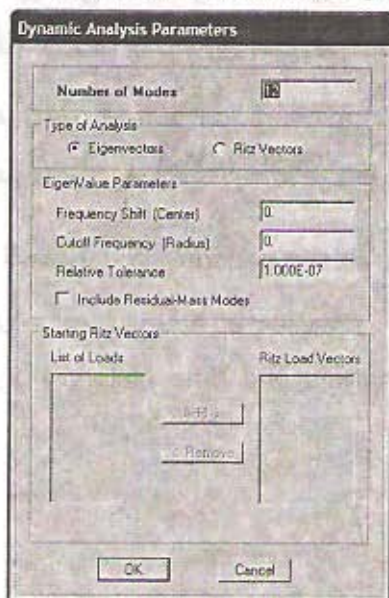 Dynamic Analysis Parameters
Number of Modes 12
Type of Analysis
Eigenvectors Ritz Vectors
EigenValue Parameters
Frequency Shift (Center) 0.
Cutoff Frequency (Radius) 0.
Relative Tolerance 1.000E-07
Include Residual-Mass Modes
Starting Ritz Vectors
List of Loads Ritz Load Vectors
< Remove
OK Cancel